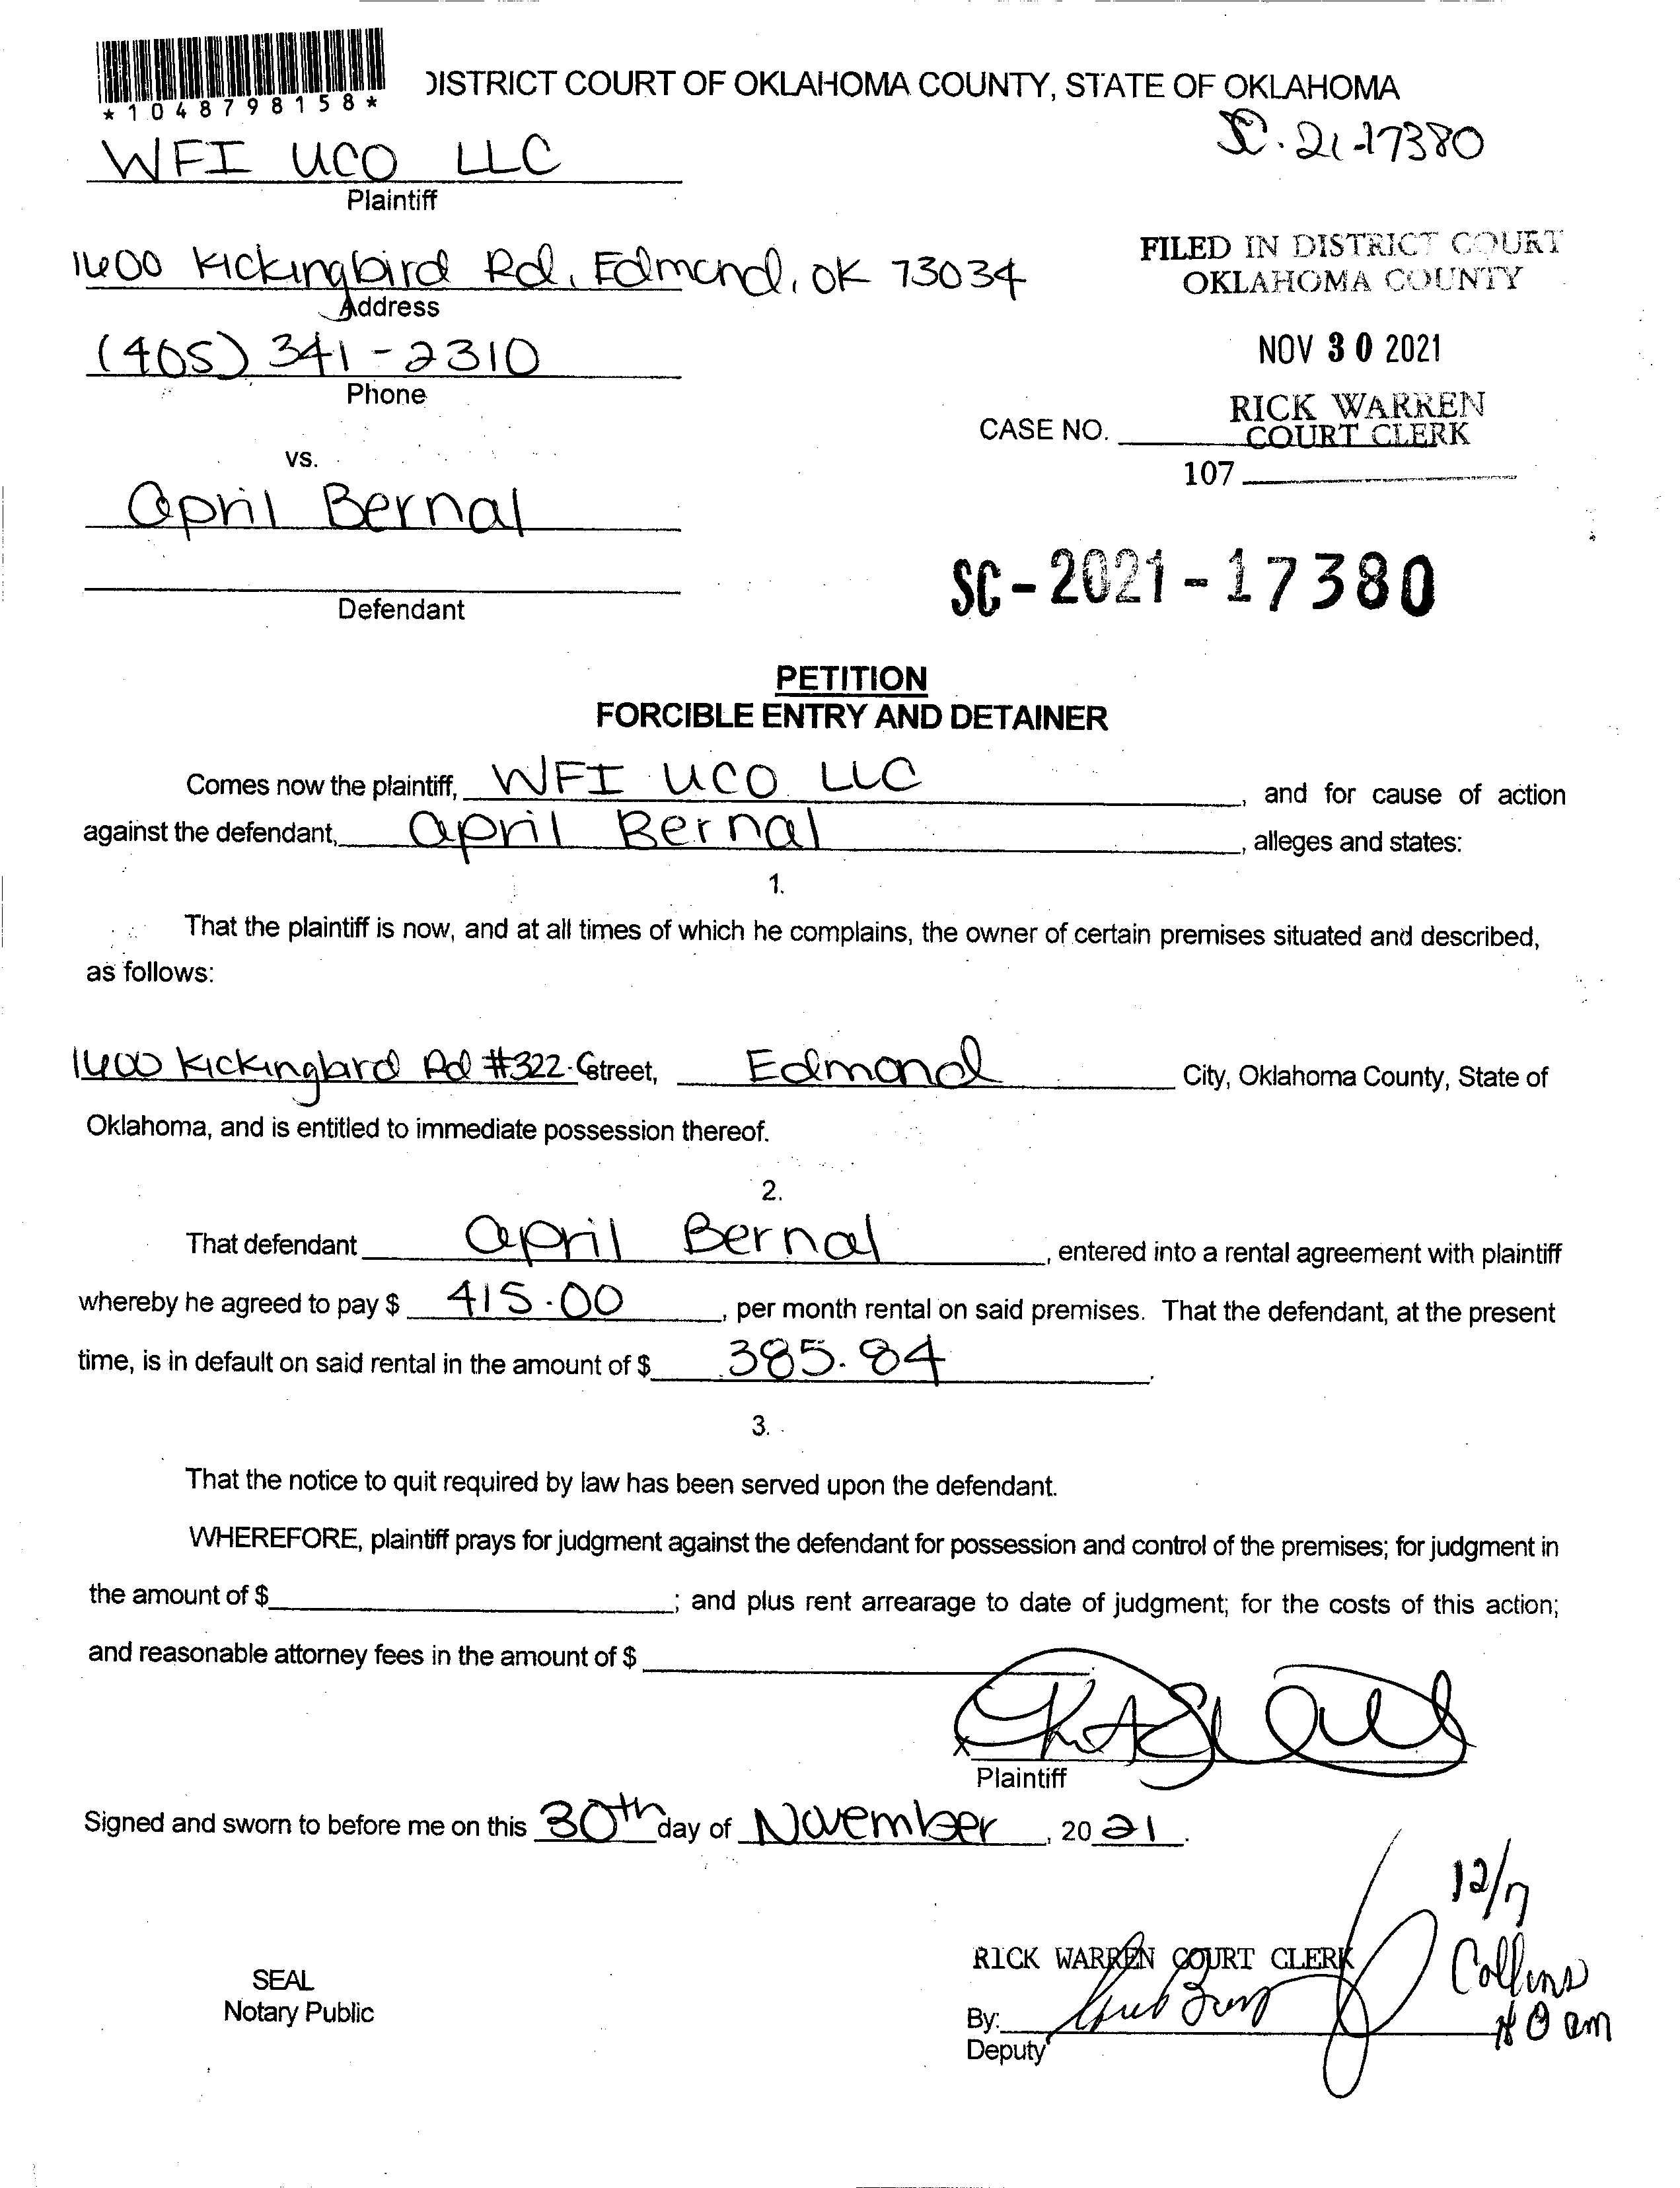 *1048798158*
DISTRICT COURT OF OKLAHOMA COUNTY, STATE OF OKLAHOMA
SC-21-17380
WFI UCO LLC
Plaintiff
1400 Kickingbird Rd, Edmond, OK 73034
Address
(405) 341-2310
Phone
FILED IN DISTRICT COURT
OKLAHOMA COUNTY
NOV 30 2021
RICK WARREN
COURT CLERK
CASE NO.
107
vs.
April Bernal
Defendant
SC-2021-17380
PETITION
FORCIBLE ENTRY AND DETAINER
Comes now the plaintiff, WFI UCO LLC, and for cause of action
against the defendant, April Bernal, alleges and states:
1.
That the plaintiff is now, and at all times of which he complains, the owner of certain premises situated and described,
as follows:
1400 Kickingbird Rd #322-C Street, Edmond City, Oklahoma County, State of
Oklahoma, and is entitled to immediate possession thereof.
2.
That defendant April Bernal, entered into a rental agreement with plaintiff
whereby he agreed to pay $ 415.00, per month rental on said premises. That the defendant, at the present
time, is in default on said rental in the amount of $ 385.84.
3.
That the notice to quit required by law has been served upon the defendant.
WHEREFORE, plaintiff prays for judgment against the defendant for possession and control of the premises; for judgment in
the amount of $ ; and plus rent arrearage to date of judgment; for the costs of this action;
and reasonable attorney fees in the amount of $ .
x
Plaintiff
Signed and sworn to before me on this 30th day of November, 2021.
12/7
Collins
RICK WARREN COURT CLERK
SEAL
Notary Public
By:
Deputy
am